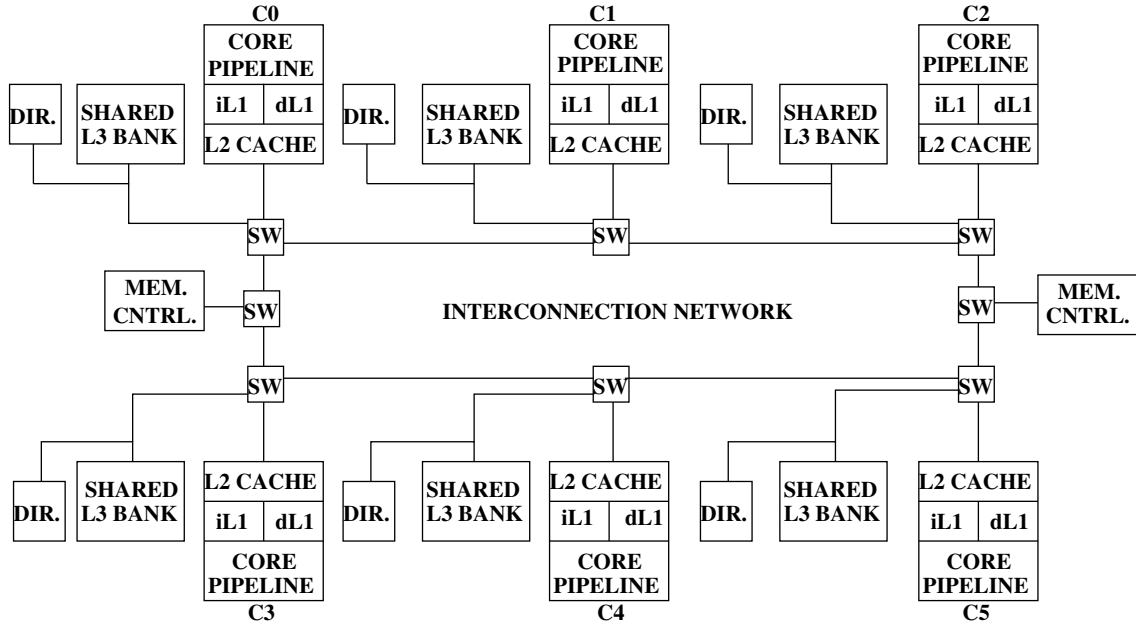 C0
C1
C2
CORE
PIPELINE
CORE
PIPELINE
CORE
PIPELINE
DIR.
SHARED
L3 BANK
iL1
dL1
L2 CACHE
DIR.
SHARED
L3 BANK
iL1
dL1
L2 CACHE
DIR.
SHARED
L3 BANK
iL1
dL1
L2 CACHE
SW
SW
SW
MEM.
CNTRL.
SW
INTERCONNECTION NETWORK
SW
MEM.
CNTRL.
SW
SW
SW
DIR.
SHARED
L3 BANK
L2 CACHE
iL1
dL1
CORE
PIPELINE
DIR.
SHARED
L3 BANK
L2 CACHE
iL1
dL1
CORE
PIPELINE
DIR.
SHARED
L3 BANK
L2 CACHE
iL1
dL1
CORE
PIPELINE
C3
C4
C5